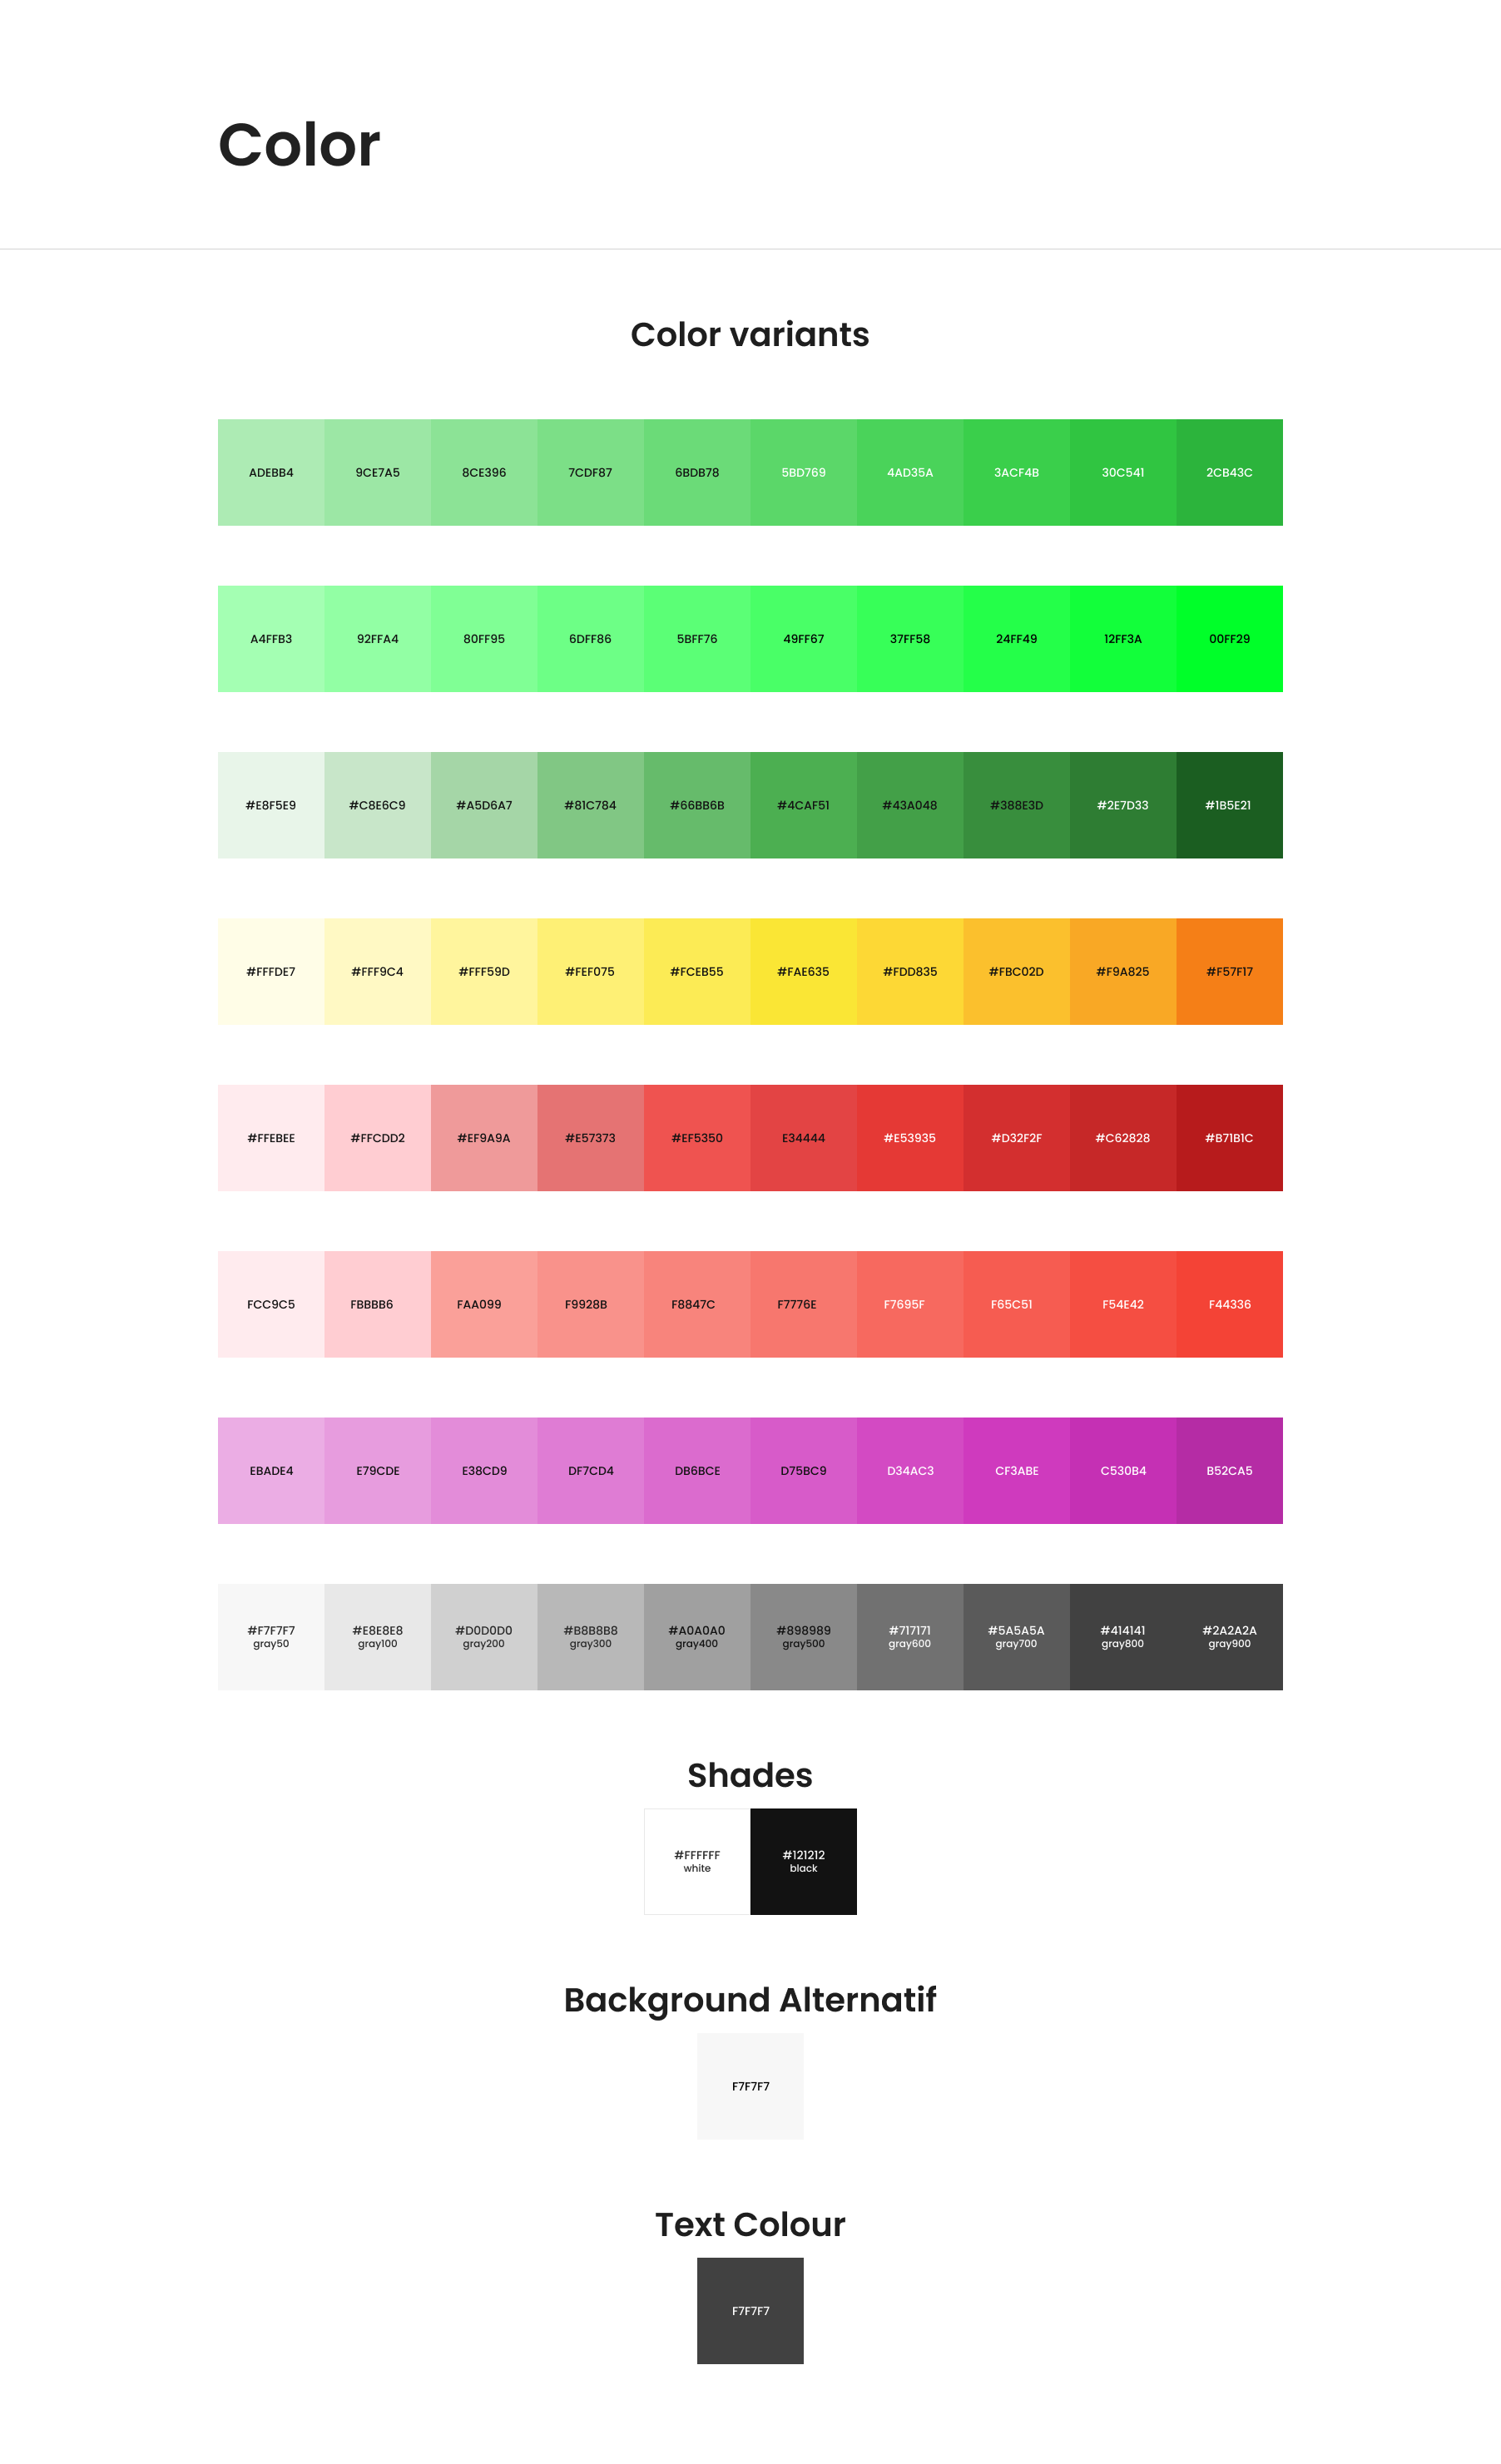 Color
Color variants
ADEBB4 9CE7A5 8CE396 7CDF87 6BDB78 5BD769 4AD35A 3ACF4B 30C541 2CB43C
A4FFB3 92FFA4 80FF95 6DFF86 5BFF76 49FF67 37FF58 24FF49 12FF3A 00FF29
#E8F5E9 #C8E6C9 #A5D6A7 #81C784 #66BB6B #4CAF51 #43A048 #388E3D #2E7D33 #1B5E21
#FFFDE7 #FFF9C4 #FFF59D #FEF075 #FCEB55 #FAE635 #FDD835 #FBC02D #F9A825 #F57F17
#FFEBEE #FFCDD2 #EF9A9A #E57373 #EF5350 E34444 #E53935 #D32F2F #C62828 #B71B1C
FCC9C5 FBBBB6 FAA099 F9928B F8847C F7776E F7695F F65C51 F54E42 F44336
EBADE4 E79CDE E38CD9 DF7CD4 DB6BCE D75BC9 D34AC3 CF3ABE C530B4 B52CA5
#F7F7F7 #E8E8E8 #D0D0D0 #B8B8B8 #A0A0A0 #898989 #717171 #5A5A5A #414141 #2A2A2A
gray50 gray100 gray200 gray300 gray400 gray500 gray600 gray700 gray800 gray900
Shades
#FFFFFF #121212
white black
Background Alternatif
F7F7F7
Text Colour
F7F7F7